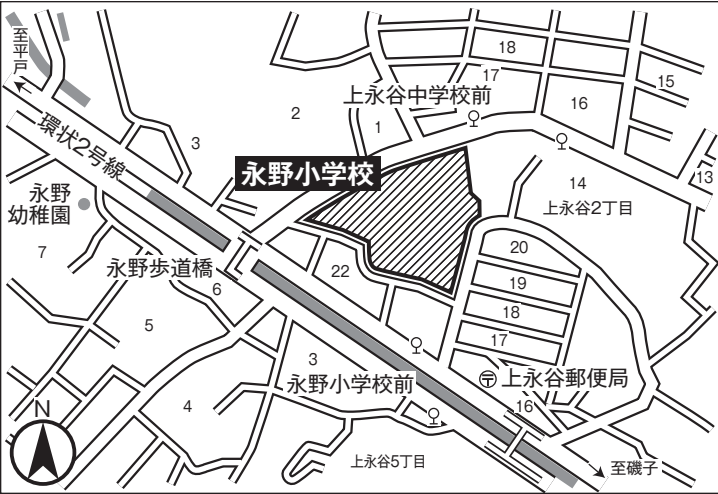 至平戸
18
17
15
上永谷中学校前
16
2
1
3
環状2号線
永野小学校
13
14
永野
幼稚園
上永谷2丁目
7
20
永野歩道橋
22
19
6
18
5
17
3
永野小学校前
〒上永谷郵便局
4
16
N
上永谷5丁目
至磯子